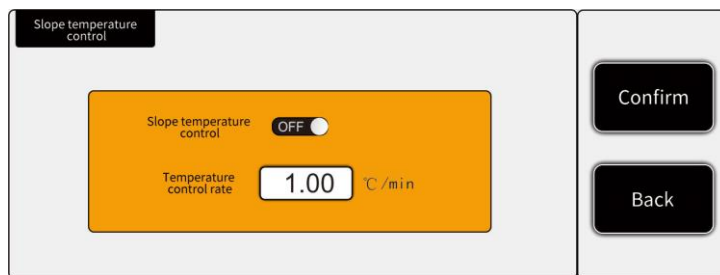 Slope temperature
control
Slope temperature
control
OFF
Temperature
control rate
1.00
℃/min
Confirm
Back